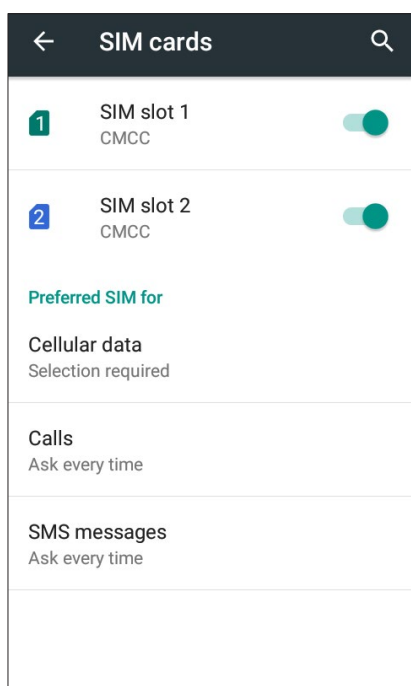 SIM cards
1
SIM slot 1
CMCC
2
SIM slot 2
CMCC
Preferred SIM for
Cellular data
Selection required
Calls
Ask every time
SMS messages
Ask every time